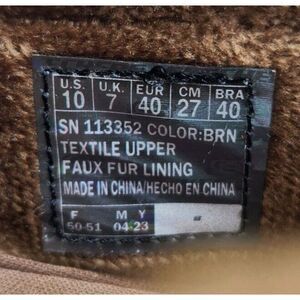 U.S. U.K. EUR CM BRA
10 7 40 27 40
SN 113352 COLOR:BRN
TEXTILE UPPER
FAUX FUR LINING
MADE IN CHINA/HECHO EN CHINA
F M Y
50-51 04-23